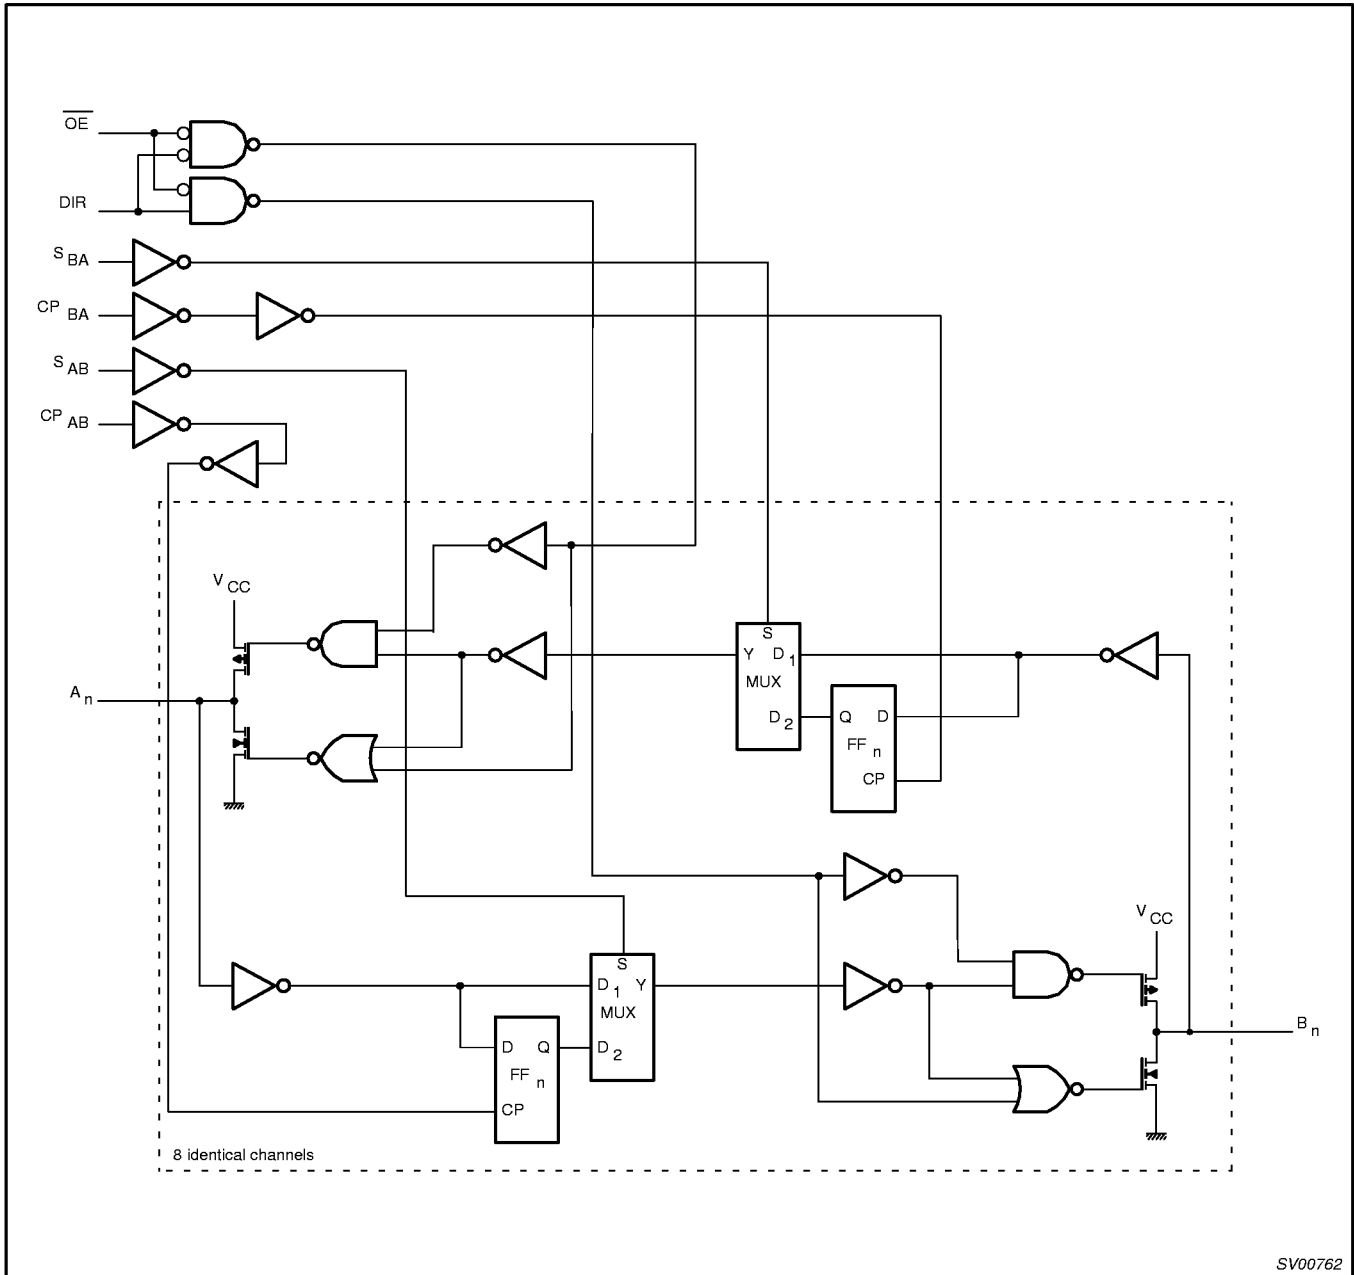 OE
DIR
S BA
CP BA
S AB
CP AB
V CC
A n
S
Y D 1
MUX
D 2
Q D
FF n
CP
V CC
S
D 1 Y
MUX
D 2
D Q
FF n
CP
B n
8 identical channels
SV00762